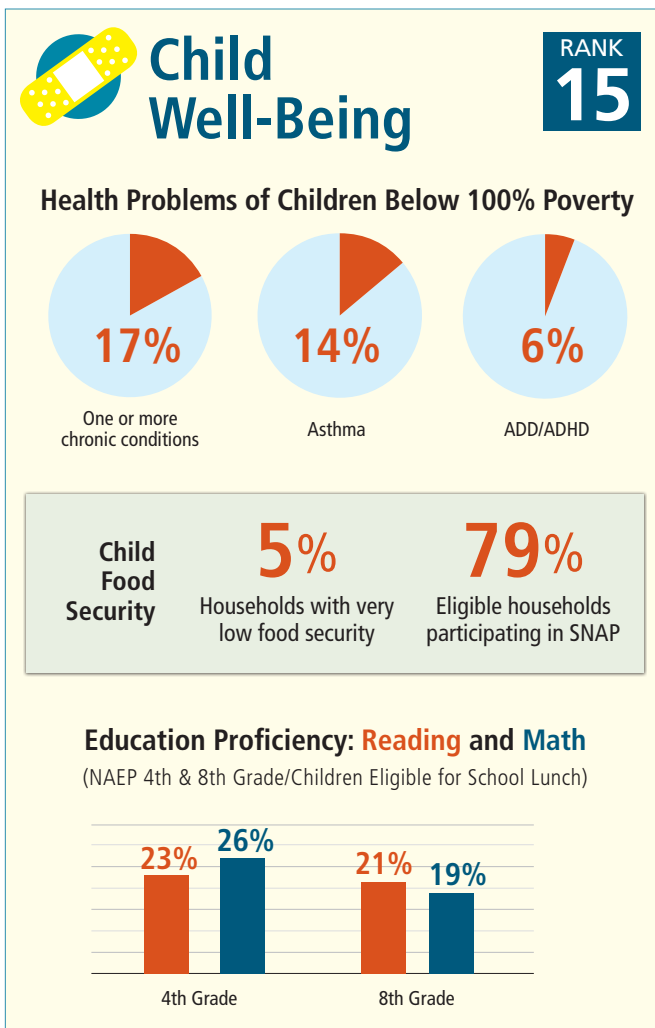 Child
Well-Being
RANK
15
Health Problems of Children Below 100% Poverty
17%
One or more
chronic conditions
14%
Asthma
6%
ADD/ADHD
Child
Food
Security
5%
Households with very
low food security
79%
Eligible households
participating in SNAP
Education Proficiency: Reading and Math
(NAEP 4th & 8th Grade/Children Eligible for School Lunch)
23%
26%
21%
19%
4th Grade
8th Grade